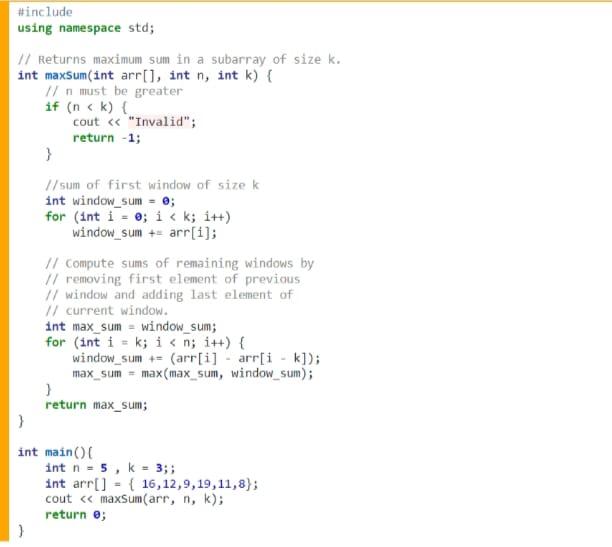 #include
using namespace std;
// Returns maximum sum in a subarray of size k.
int maxSum(int arr[], int n, int k) {
// n must be greater
if (n < k) {
cout << "Invalid";
return -1;
}
//sum of first window of size k
int window_sum = 0;
for (int i = 0; i < k; i++)
window_sum += arr[i];
// Compute sums of remaining windows by
// removing first element of previous
// window and adding last element of
// current window.
int max_sum = window_sum;
for (int i = k; i < n; i++) {
window_sum += (arr[i] - arr[i - k]);
max_sum = max(max_sum, window_sum);
}
return max_sum;
}
int main(){
int n = 5 , k = 3;;
int arr[] = { 16,12,9,19,11,8};
cout << maxSum(arr, n, k);
return 0;
}